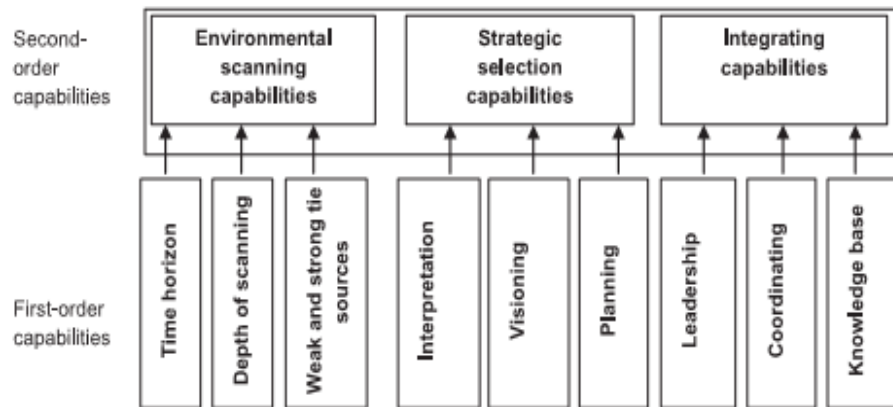 Second-
order
capabilities
Environmental
scanning
capabilities
Strategic
selection
capabilities
Integrating
capabilities
First-order
capabilities
Time horizon
Depth of scanning
Weak and strong tie
sources
Interpretation
Visioning
Planning
Leadership
Coordinating
Knowledge base